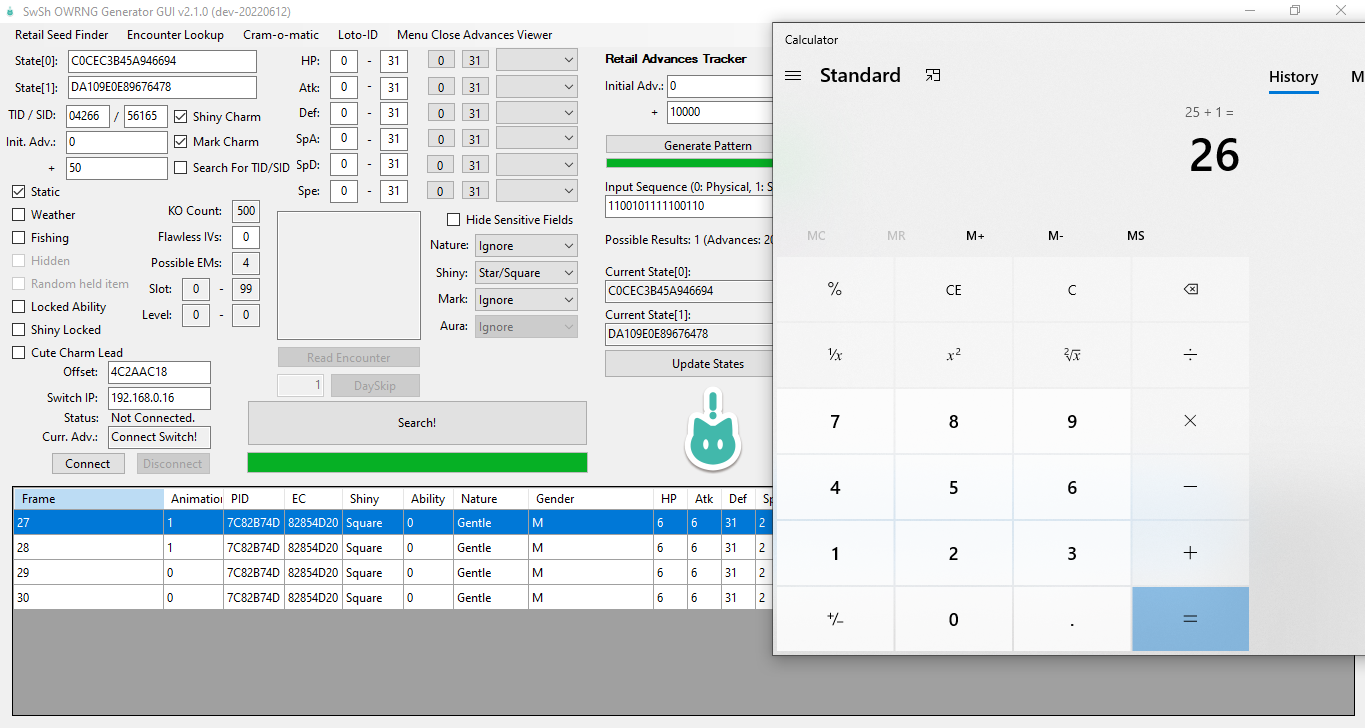 SwSh OWRNG Generator GUI v2.1.0 (dev-20220612)
Retail Seed Finder Encounter Lookup Cram-o-matic Loto-ID Menu Close Advances Viewer
State[0]: C0CEC3B45A946694
State[1]: DA109E0E89676478
TID / SID: 04266 / 56165 Shiny Charm
Init. Adv.: 0 Mark Charm
+ 50 Search For TID/SID
Static
Weather
Fishing
Hidden
Random held item
Locked Ability
Shiny Locked
Cute Charm Lead
KO Count: 500
Flawless IVs: 0
Possible EMs: 4
Slot: 0 - 99
Level: 0 - 0
Offset: 4C2AAC18
Switch IP: 192.168.0.16
Status: Not Connected.
Curr. Adv.: Connect Switch!
Connect Disconnect
HP: 0 - 31 0 31
Atk: 0 - 31 0 31
Def: 0 - 31 0 31
SpA: 0 - 31 0 31
SpD: 0 - 31 0 31
Spe: 0 - 31 0 31
Hide Sensitive Fields
Nature: Ignore
Shiny: Star/Square
Mark: Ignore
Aura: Ignore
Read Encounter
1 DaySkip
Search!
Retail Advances Tracker
Initial Adv.: 0
+ 10000
Generate Pattern
Input Sequence (0: Physical, 1: S
1100101111100110
Possible Results: 1 (Advances: 20
Current State[0]:
C0CEC3B45A946694
Current State[1]:
DA109E0E89676478
Update States
Frame Animation PID EC Shiny Ability Nature Gender HP Atk Def Sp
27 1 7C82B74D 82854D20 Square 0 Gentle M 6 6 31 2
28 1 7C82B74D 82854D20 Square 0 Gentle M 6 6 31 2
29 0 7C82B74D 82854D20 Square 0 Gentle M 6 6 31 2
30 0 7C82B74D 82854D20 Square 0 Gentle M 6 6 31 2
Calculator
Standard
History M
25 + 1 =
26
MC MR M+ M- MS
% CE C ⌫
¹/x x² ²√x ÷
7 8 9 ×
4 5 6 −
1 2 3 +
+/− 0 . =